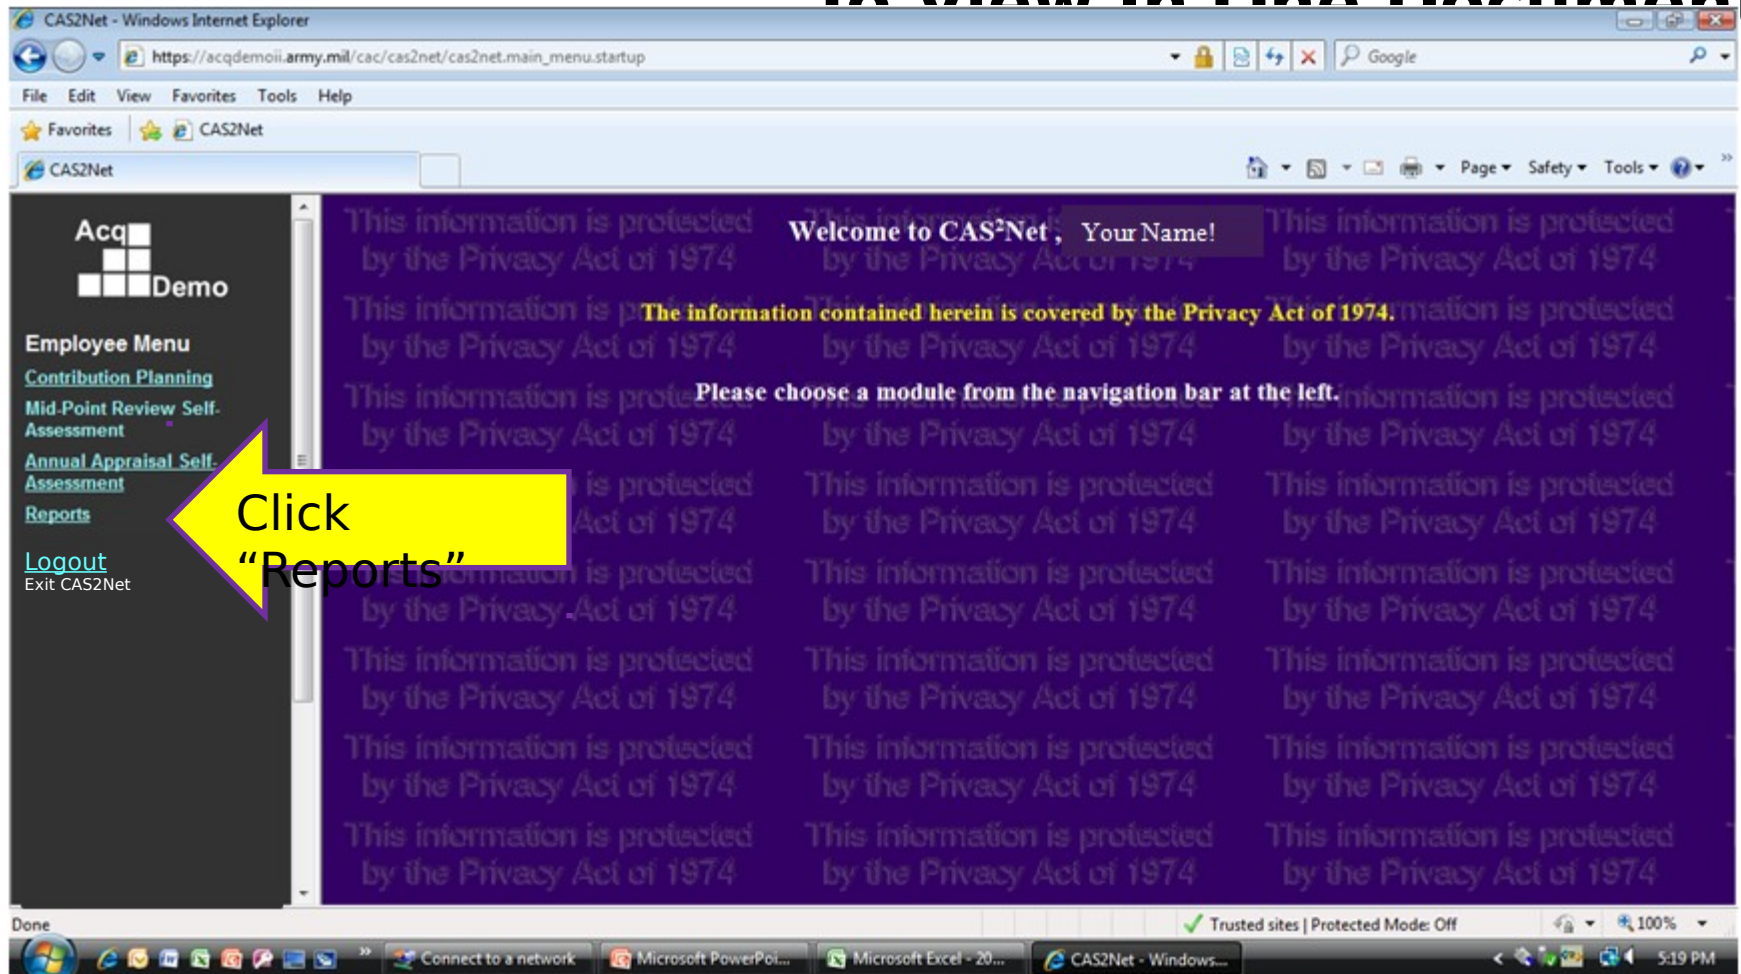 To View in One Document
CAS2Net - Windows Internet Explorer
https://acqdemoii.army.mil/cac/cas2net/cas2net.main_menu.startup
Google
File Edit View Favorites Tools Help
Favorites CAS2Net
CAS2Net
Page Safety Tools
Acq
Demo
Employee Menu
Contribution Planning
Mid-Point Review Self-
Assessment
Annual Appraisal Self-
Assessment
Reports
Logout
Exit CAS2Net
Click
“Reports”
Welcome to CAS²Net , Your Name!
The information contained herein is covered by the Privacy Act of 1974.
Please choose a module from the navigation bar at the left.
This information is protected
by the Privacy Act of 1974
Done
Trusted sites | Protected Mode: Off
100%
Connect to a network
Microsoft PowerPoi...
Microsoft Excel - 20...
CAS2Net - Windows...
5:19 PM